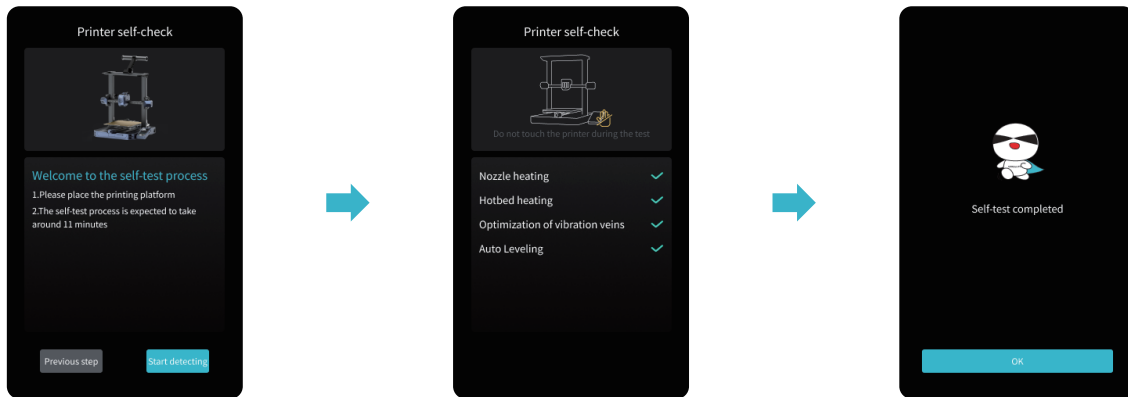 Printer self-check
Welcome to the self-test process
1.Please place the printing platform
2.The self-test process is expected to take
around 11 minutes
Previous step
Start detecting
Printer self-check
Do not touch the printer during the test
Nozzle heating
Hotbed heating
Optimization of vibration veins
Auto Leveling
Self-test completed
OK